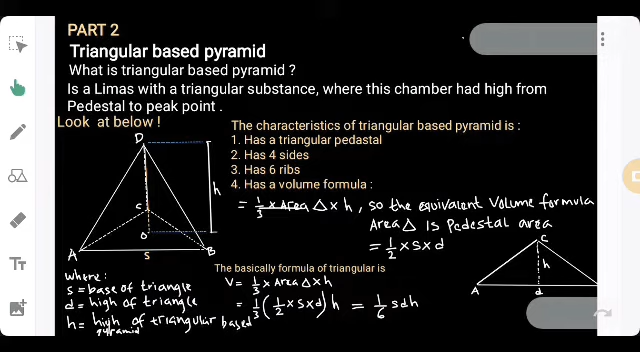 PART 2
Triangular based pyramid
What is triangular based pyramid ?
Is a Limas with a triangular substance, where this chamber had high from
Pedestal to peak point .
Look at below !
The characteristics of triangular based pyramid is :
1. Has a triangular pedastal
2. Has 4 sides
3. Has 6 ribs
4. Has a volume formula :
= 1/3 x Area Δ x h , so the equivalent volume formula
Area Δ is pedestal area
= 1/2 x s x d
D
h
C
O
A
B
S
C
h
A
d
where :
s = base of triangle
d = high of triangle
h = high of triangular based
pyramid
The basically formula of triangular is
V = 1/3 x Area Δ x h
= 1/3 ( 1/2 x s x d ) h = 1/6 sdh